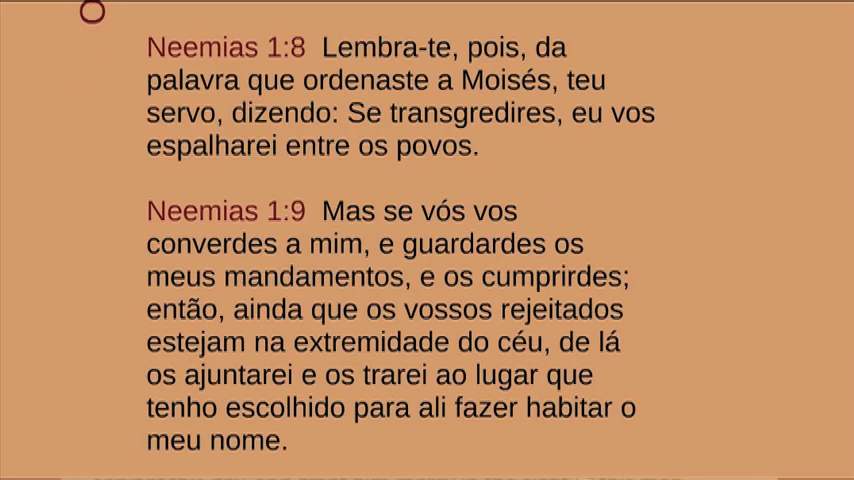 Neemias 1:8 Lembra-te, pois, da
palavra que ordenaste a Moisés, teu
servo, dizendo: Se transgredires, eu vos
espalharei entre os povos.
Neemias 1:9 Mas se vós vos
converdes a mim, e guardardes os
meus mandamentos, e os cumprirdes;
então, ainda que os vossos rejeitados
estejam na extremidade do céu, de lá
os ajuntarei e os trarei ao lugar que
tenho escolhido para ali fazer habitar o
meu nome.